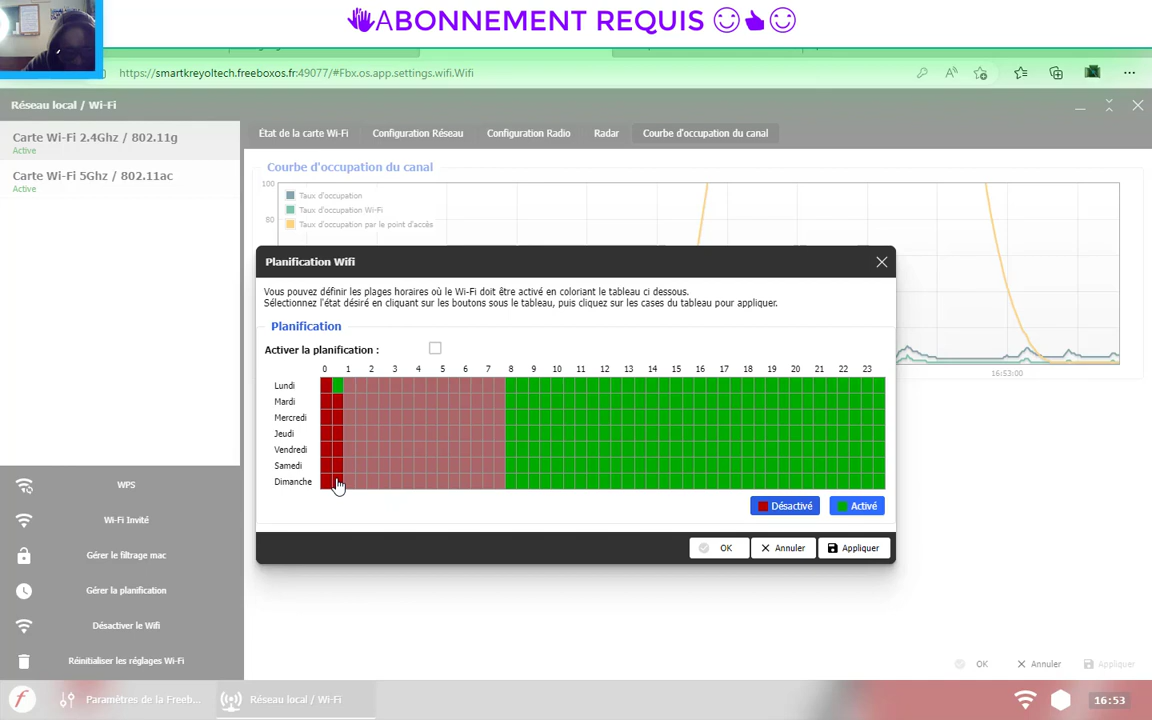 ABONNEMENT REQUIS
https://smartkreyoltech.freeboxos.fr:49077/#Fbx.os.app.settings.wifi.Wifi
Réseau local / Wi-Fi
Carte Wi-Fi 2.4Ghz / 802.11g
Active
Carte Wi-Fi 5Ghz / 802.11ac
Active
État de la carte Wi-Fi
Configuration Réseau
Configuration Radio
Radar
Courbe d'occupation du canal
Courbe d'occupation du canal
100
80
Taux d'occupation
Taux d'occupation Wi-Fi
Taux d'occupation par le point d'accès
16:53:00
Planification Wifi
Vous pouvez définir les plages horaires où le Wi-Fi doit être activé en coloriant le tableau ci dessous.
Sélectionnez l'état désiré en cliquant sur les boutons sous le tableau, puis cliquez sur les cases du tableau pour appliquer.
Planification
Activer la planification :
0 1 2 3 4 5 6 7 8 9 10 11 12 13 14 15 16 17 18 19 20 21 22 23
Lundi
Mardi
Mercredi
Jeudi
Vendredi
Samedi
Dimanche
Désactivé
Activé
OK
Annuler
Appliquer
WPS
Wi-Fi Invité
Gérer le filtrage mac
Gérer la planification
Désactiver le Wifi
Réinitialiser les réglages Wi-Fi
OK
Annuler
Appliquer
Paramètres de la Freeb...
Réseau local / Wi-Fi
16:53